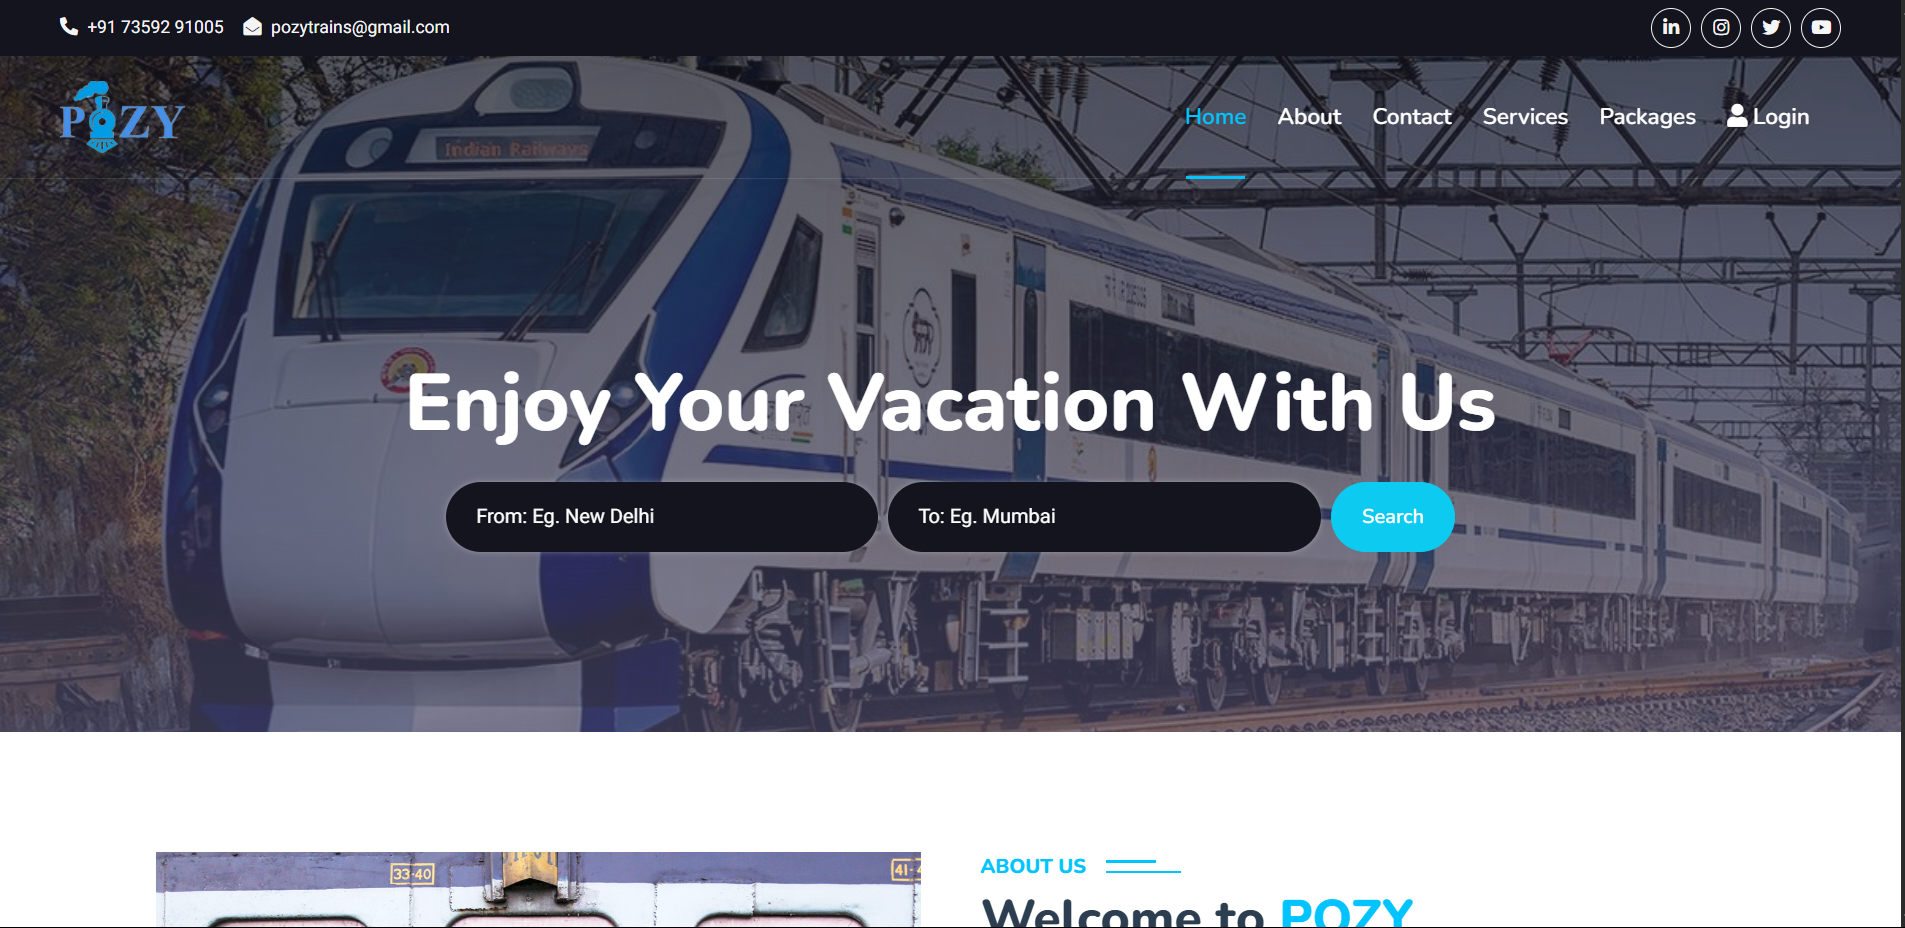 +91 73592 91005 pozytrains@gmail.com
POZY
Home About Contact Services Packages Login
Indian Railways
Enjoy Your Vacation With Us
From: Eg. New Delhi To: Eg. Mumbai Search
33-40
41-
ABOUT US
Welcome to POZY